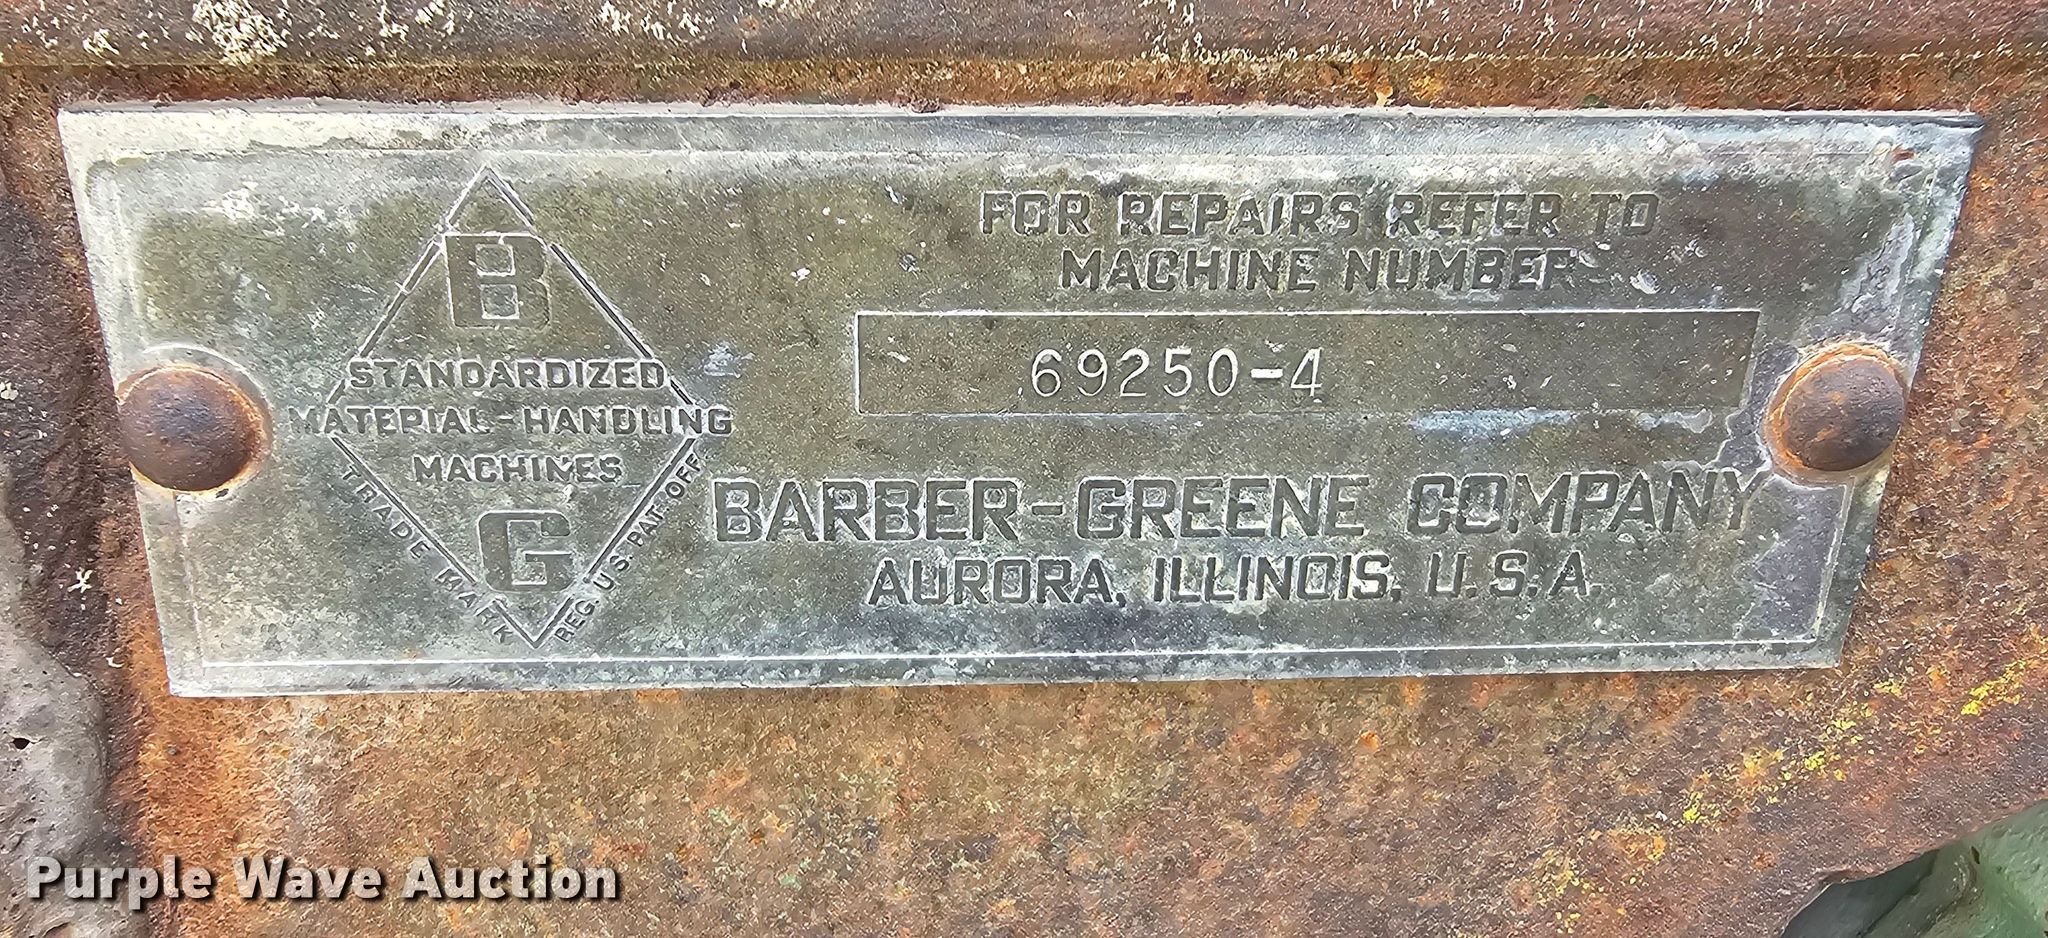 B
STANDARDIZED
MATERIAL-HANDLING
MACHINES
G
TRADE MARK
REG. U.S. PAT. OFF.
FOR REPAIRS REFER TO
MACHINE NUMBER
69250-4
BARBER-GREENE COMPANY
AURORA, ILLINOIS, U.S.A.
Purple Wave Auction